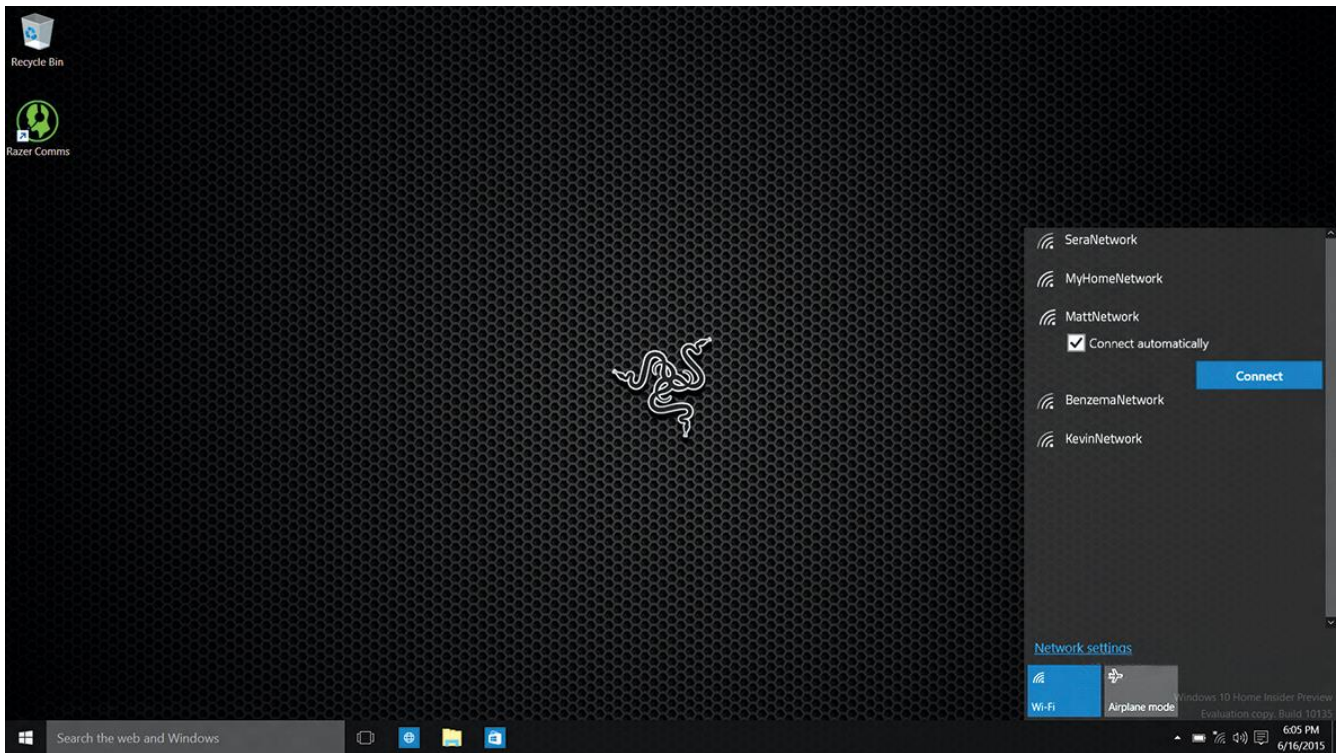 Recycle Bin
Razer Comms
SeraNetwork
MyHomeNetwork
MattNetwork
Connect automatically
Connect
BenzemaNetwork
KevinNetwork
Network settings
Wi-Fi
Airplane mode
Windows 10 Home Insider Preview
Evaluation copy. Build 10135
Search the web and Windows
6:05 PM
6/16/2015